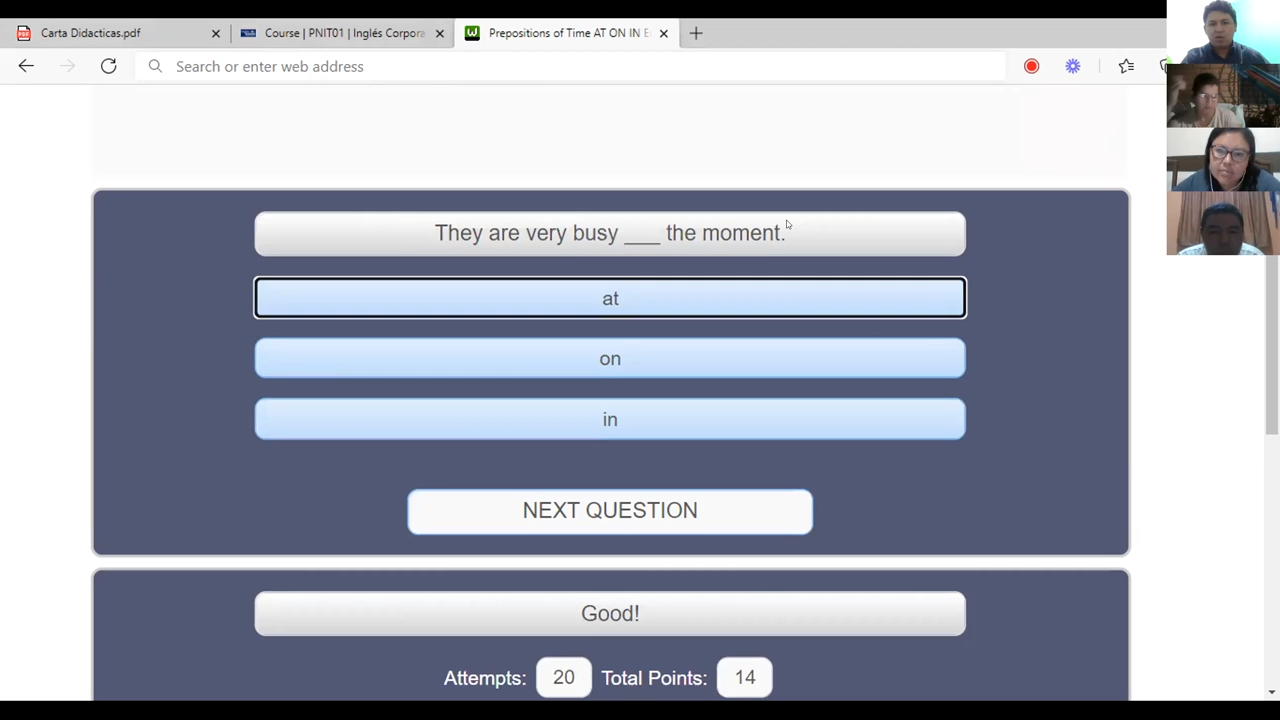 Carta Didacticas.pdf
Course | PNIT01 | Inglés Corpora
Prepositions of Time AT ON IN E
Search or enter web address
They are very busy ___ the moment.
at
on
in
NEXT QUESTION
Good!
Attempts: 20 Total Points: 14